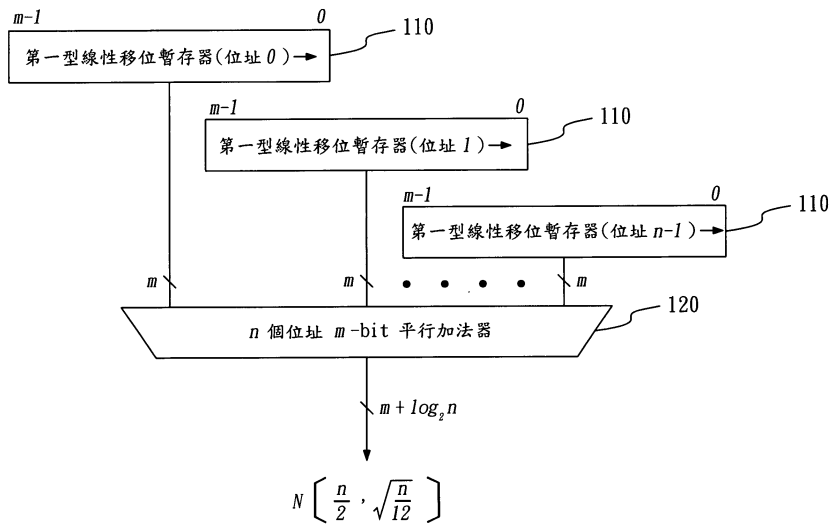 m-1 0
第一型線性移位暫存器(位址0) 110
m-1 0
第一型線性移位暫存器(位址1) 110
m-1 0
第一型線性移位暫存器(位址n-1) 110
m m m
n 個位址 m-bit 平行加法器 120
m+log₂n
N[n/2,√(n/12)]